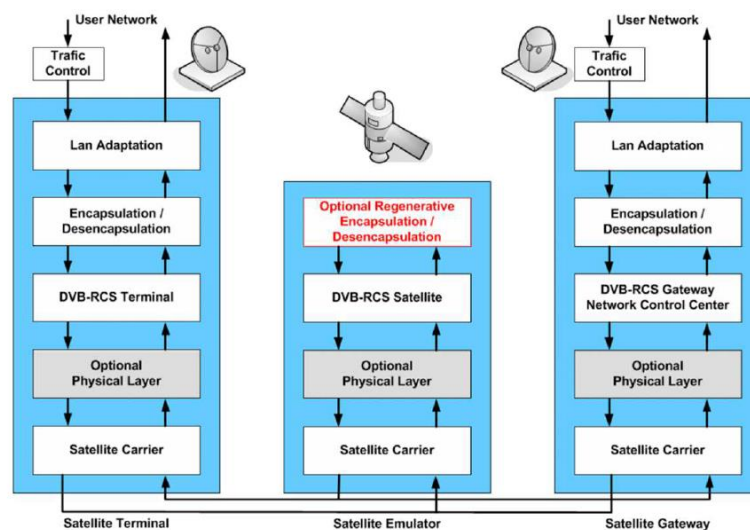 User Network
Trafic
Control
Lan Adaptation
Encapsulation /
Desencapsulation
DVB-RCS Terminal
Optional
Physical Layer
Satellite Carrier
Satellite Terminal
Optional Regenerative
Encapsulation /
Desencapsulation
DVB-RCS Satellite
Optional
Physical Layer
Satellite Carrier
Satellite Emulator
User Network
Trafic
Control
Lan Adaptation
Encapsulation /
Desencapsulation
DVB-RCS Gateway
Network Control Center
Optional
Physical Layer
Satellite Carrier
Satellite Gateway